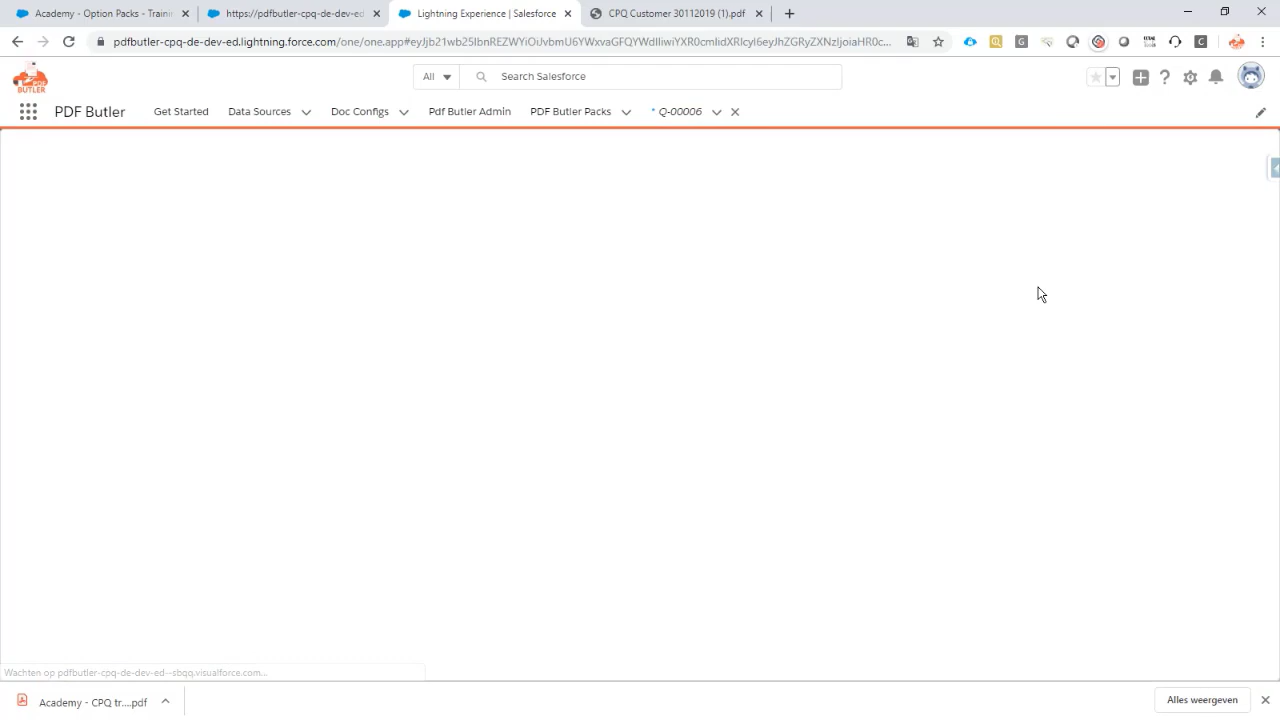 Academy - Option Packs - Trainin
https://pdfbutler-cpq-de-dev-ed
Lightning Experience | Salesforce
CPQ Customer 30112019 (1).pdf
pdfbutler-cpq-de-dev-ed.lightning.force.com/one/one.app#eyJjb21wb25lbnREZWYiOiJvbmU6YWxvaGFQYWdlIiwiYXR0cmlidXRlcyI6eyJhZGRyZXNzIjoiaHR0c...
PDF
BUTLER
All
Search Salesforce
PDF Butler
Get Started
Data Sources
Doc Configs
Pdf Butler Admin
PDF Butler Packs
* Q-00006
Wachten op pdfbutler-cpq-de-dev-ed--sbqq.visualforce.com...
Academy - CPQ tr....pdf
Alles weergeven